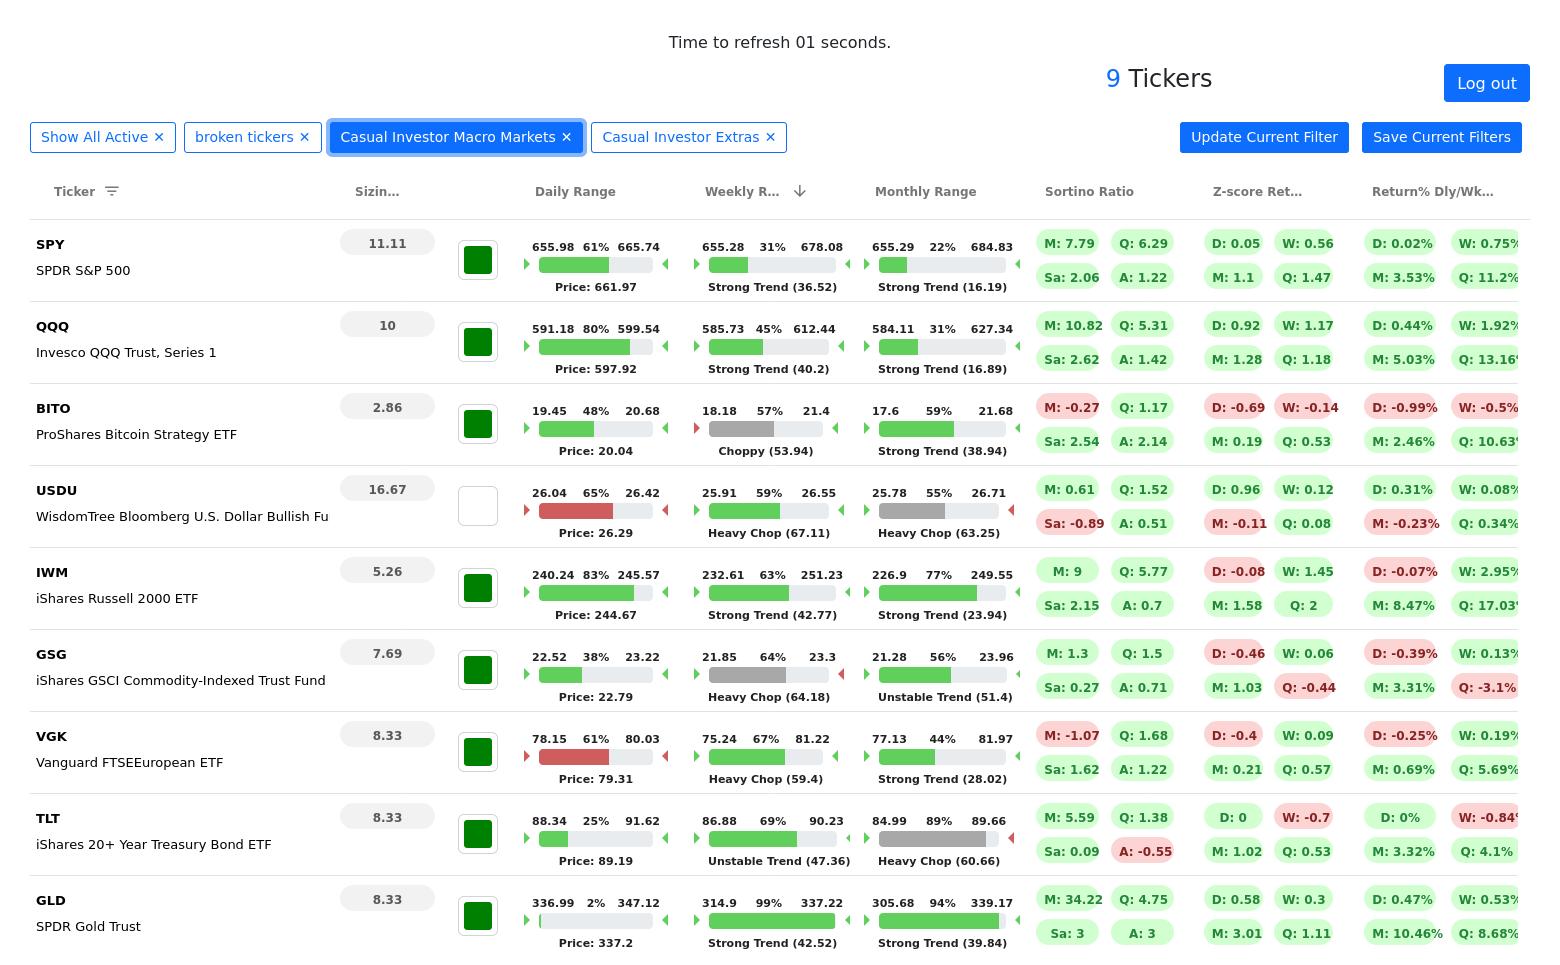 Time to refresh 01 seconds.
9 Tickers
Log out
Show All Active ✕ broken tickers ✕ Casual Investor Macro Markets ✕ Casual Investor Extras ✕ Update Current Filter Save Current Filters
Ticker Sizin... Daily Range Weekly R... Monthly Range Sortino Ratio Z-score Ret... Return% Dly/Wk...
SPY 11.11 655.98 61% 665.74 655.28 31% 678.08 655.29 22% 684.83 M: 7.79 Q: 6.29 D: 0.05 W: 0.56 D: 0.02% W: 0.75%
SPDR S&P 500 Price: 661.97 Strong Trend (36.52) Strong Trend (16.19) Sa: 2.06 A: 1.22 M: 1.1 Q: 1.47 M: 3.53% Q: 11.2%
QQQ 10 591.18 80% 599.54 585.73 45% 612.44 584.11 31% 627.34 M: 10.82 Q: 5.31 D: 0.92 W: 1.17 D: 0.44% W: 1.92%
Invesco QQQ Trust, Series 1 Price: 597.92 Strong Trend (40.2) Strong Trend (16.89) Sa: 2.62 A: 1.42 M: 1.28 Q: 1.18 M: 5.03% Q: 13.16%
BITO 2.86 19.45 48% 20.68 18.18 57% 21.4 17.6 59% 21.68 M: -0.27 Q: 1.17 D: -0.69 W: -0.14 D: -0.99% W: -0.5%
ProShares Bitcoin Strategy ETF Price: 20.04 Choppy (53.94) Strong Trend (38.94) Sa: 2.54 A: 2.14 M: 0.19 Q: 0.53 M: 2.46% Q: 10.63%
USDU 16.67 26.04 65% 26.42 25.91 59% 26.55 25.78 55% 26.71 M: 0.61 Q: 1.52 D: 0.96 W: 0.12 D: 0.31% W: 0.08%
WisdomTree Bloomberg U.S. Dollar Bullish Fu Price: 26.29 Heavy Chop (67.11) Heavy Chop (63.25) Sa: -0.89 A: 0.51 M: -0.11 Q: 0.08 M: -0.23% Q: 0.34%
IWM 5.26 240.24 83% 245.57 232.61 63% 251.23 226.9 77% 249.55 M: 9 Q: 5.77 D: -0.08 W: 1.45 D: -0.07% W: 2.95%
iShares Russell 2000 ETF Price: 244.67 Strong Trend (42.77) Strong Trend (23.94) Sa: 2.15 A: 0.7 M: 1.58 Q: 2 M: 8.47% Q: 17.03%
GSG 7.69 22.52 38% 23.22 21.85 64% 23.3 21.28 56% 23.96 M: 1.3 Q: 1.5 D: -0.46 W: 0.06 D: -0.39% W: 0.13%
iShares GSCI Commodity-Indexed Trust Fund Price: 22.79 Heavy Chop (64.18) Unstable Trend (51.4) Sa: 0.27 A: 0.71 M: 1.03 Q: -0.44 M: 3.31% Q: -3.1%
VGK 8.33 78.15 61% 80.03 75.24 67% 81.22 77.13 44% 81.97 M: -1.07 Q: 1.68 D: -0.4 W: 0.09 D: -0.25% W: 0.19%
Vanguard FTSEEuropean ETF Price: 79.31 Heavy Chop (59.4) Strong Trend (28.02) Sa: 1.62 A: 1.22 M: 0.21 Q: 0.57 M: 0.69% Q: 5.69%
TLT 8.33 88.34 25% 91.62 86.88 69% 90.23 84.99 89% 89.66 M: 5.59 Q: 1.38 D: 0 W: -0.7 D: 0% W: -0.84%
iShares 20+ Year Treasury Bond ETF Price: 89.19 Unstable Trend (47.36) Heavy Chop (60.66) Sa: 0.09 A: -0.55 M: 1.02 Q: 0.53 M: 3.32% Q: 4.1%
GLD 8.33 336.99 2% 347.12 314.9 99% 337.22 305.68 94% 339.17 M: 34.22 Q: 4.75 D: 0.58 W: 0.3 D: 0.47% W: 0.53%
SPDR Gold Trust Price: 337.2 Strong Trend (42.52) Strong Trend (39.84) Sa: 3 A: 3 M: 3.01 Q: 1.11 M: 10.46% Q: 8.68%